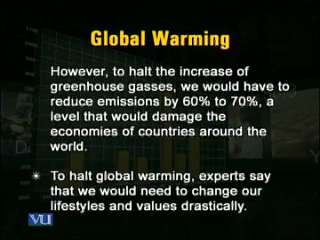 Global Warming
However, to halt the increase of
greenhouse gasses, we would have to
reduce emissions by 60% to 70%, a
level that would damage the
economies of countries around the
world.
✴ To halt global warming, experts say
that we would need to change our
lifestyles and values drastically.
VU